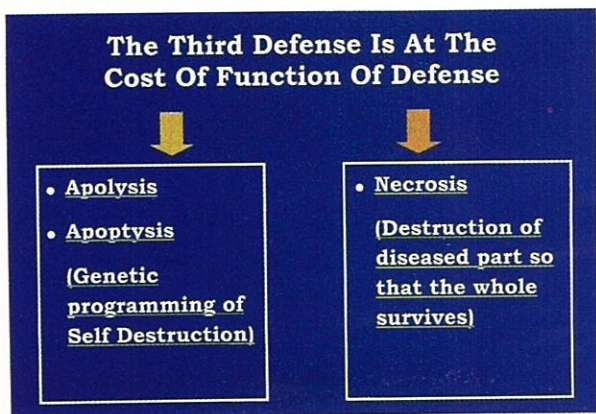 The Third Defense Is At The
Cost Of Function Of Defense
• Apolysis
• Apoptysis
(Genetic
programming of
Self Destruction)
• Necrosis
(Destruction of
diseased part so
that the whole
survives)